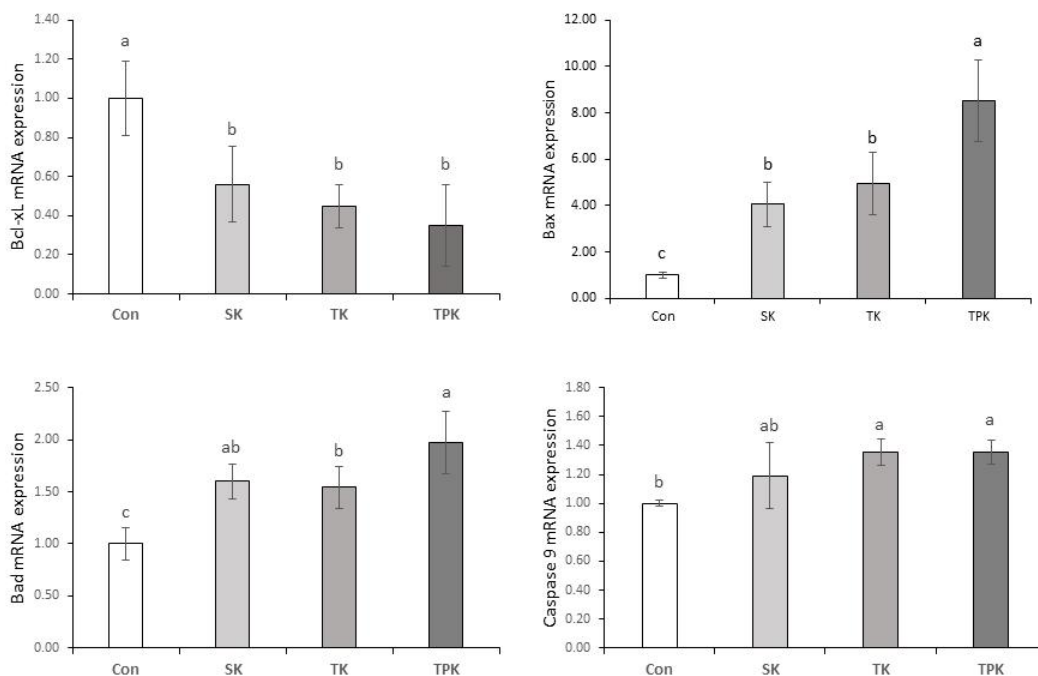 Bcl-xL mRNA expression
1.40
1.20
1.00
0.80
0.60
0.40
0.20
0.00
a
b
b
b
Con SK TK TPK
Bax mRNA expression
12.00
10.00
8.00
6.00
4.00
2.00
0.00
c
b
b
a
Con SK TK TPK
Bad mRNA expression
2.50
2.00
1.50
1.00
0.50
0.00
c
ab
b
a
Con SK TK TPK
Caspase 9 mRNA expression
1.80
1.60
1.40
1.20
1.00
0.80
0.60
0.40
0.20
0.00
b
ab
a
a
Con SK TK TPK